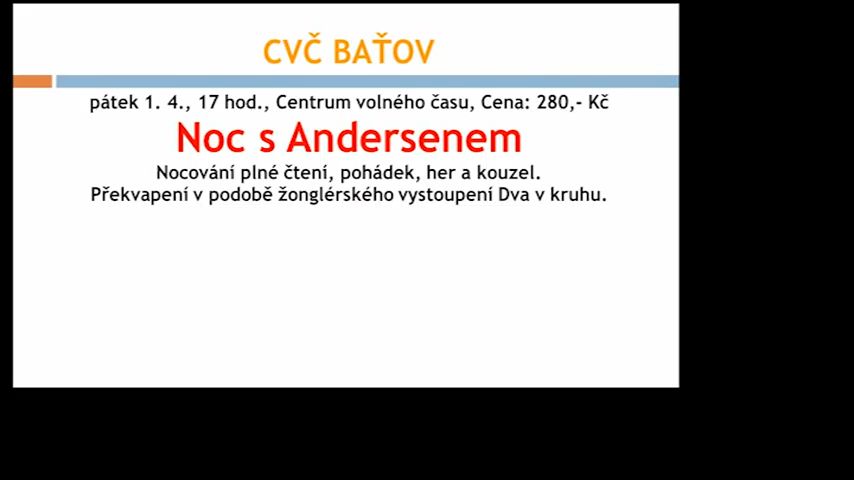 CVČ BAŤOV
pátek 1. 4., 17 hod., Centrum volného času, Cena: 280,- Kč
Noc s Andersenem
Nocování plné čtení, pohádek, her a kouzel.
Překvapení v podobě žonglérského vystoupení Dva v kruhu.